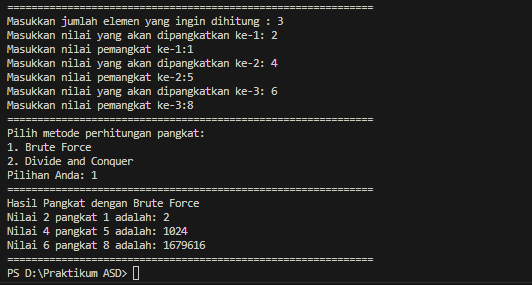 =============================================================
Masukkan jumlah elemen yang ingin dihitung : 3
Masukkan nilai yang akan dipangkatkan ke-1: 2
Masukkan nilai pemangkat ke-1:1
Masukkan nilai yang akan dipangkatkan ke-2: 4
Masukkan nilai pemangkat ke-2:5
Masukkan nilai yang akan dipangkatkan ke-3: 6
Masukkan nilai pemangkat ke-3:8
=============================================================
Pilih metode perhitungan pangkat:
1. Brute Force
2. Divide and Conquer
Pilihan Anda: 1
=============================================================
Hasil Pangkat dengan Brute Force
Nilai 2 pangkat 1 adalah: 2
Nilai 4 pangkat 5 adalah: 1024
Nilai 6 pangkat 8 adalah: 1679616
=============================================================
PS D:\Praktikum ASD>